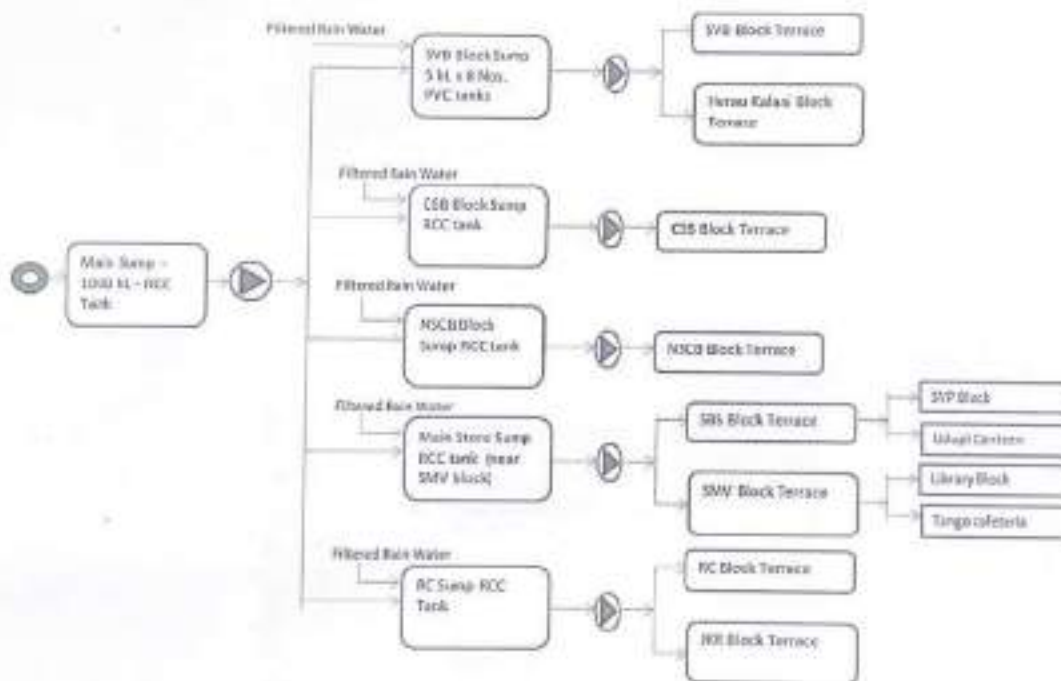 Filtered Rain Water
SVB Block Sump
5 kL x 8 Nos.
PVC tanks
SVB Block Terrace
Block
Terrace
Filtered Rain Water
CSB Block Sump
RCC tank
CSB Block Terrace
Main Sump –
1000 kL – RCC
Tank
Filtered Rain Water
NSCB Block
Sump RCC tank
NSCB Block Terrace
Filtered Rain Water
Main Store Sump
RCC tank (near
SMV block)
SBS Block Terrace
SMV Block Terrace
SVP Block
Udupi Canteen
Library Block
Tango cafeteria
Filtered Rain Water
RC Sump RCC
Tank
RC Block Terrace
Block Terrace